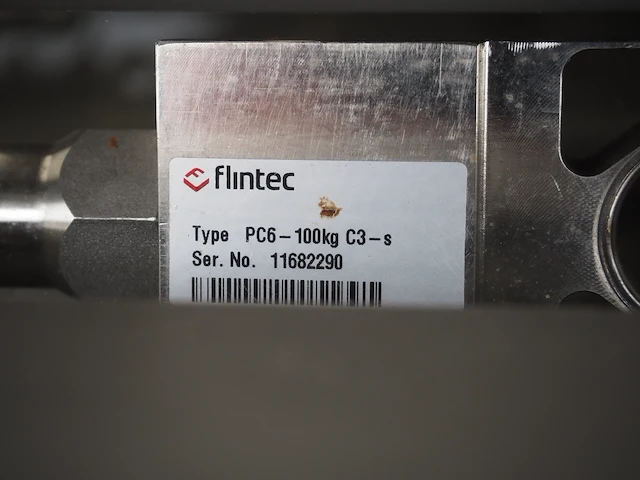 flintec
Type PC6-100kg C3-s
Ser. No. 11682290